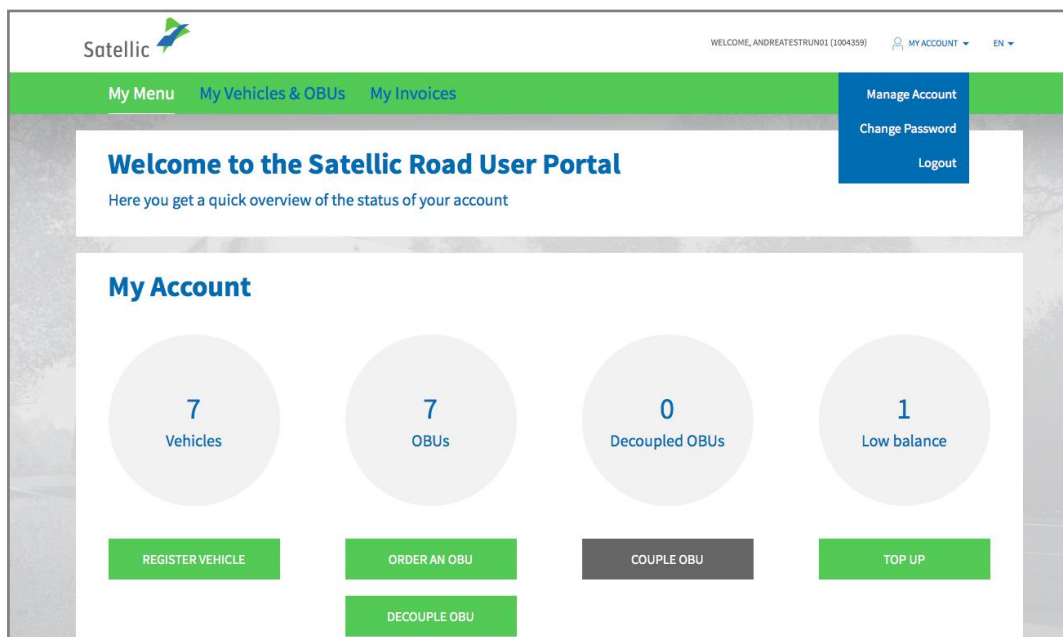 Satellic
WELCOME, ANDREATESTRUN01 (1004359) MY ACCOUNT EN
My Menu My Vehicles & OBUs My Invoices
Manage Account
Change Password
Logout
Welcome to the Satellic Road User Portal
Here you get a quick overview of the status of your account
My Account
7 7 0 1
Vehicles OBUs Decoupled OBUs Low balance
REGISTER VEHICLE ORDER AN OBU COUPLE OBU TOP UP
DECOUPLE OBU